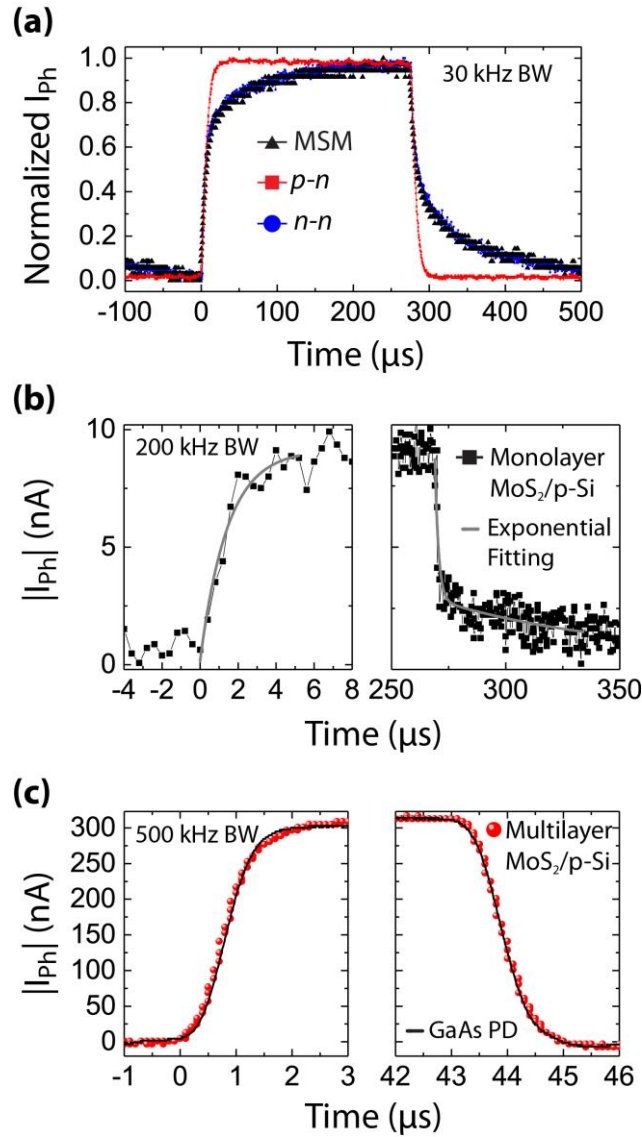 (a)
Normalized I_Ph
1.0
0.8
0.6
0.4
0.2
0.0
30 kHz BW
MSM
p-n
n-n
-100 0 100 200 300 400 500
Time (µs)
(b)
|I_Ph| (nA)
10
5
0
200 kHz BW
Monolayer
MoS₂/p-Si
Exponential
Fitting
-4 -2 0 2 4 6 8
250 300 350
Time (µs)
(c)
|I_Ph| (nA)
300
250
200
150
100
50
0
500 kHz BW
Multilayer
MoS₂/p-Si
GaAs PD
-1 0 1 2 3
42 43 44 45 46
Time (µs)